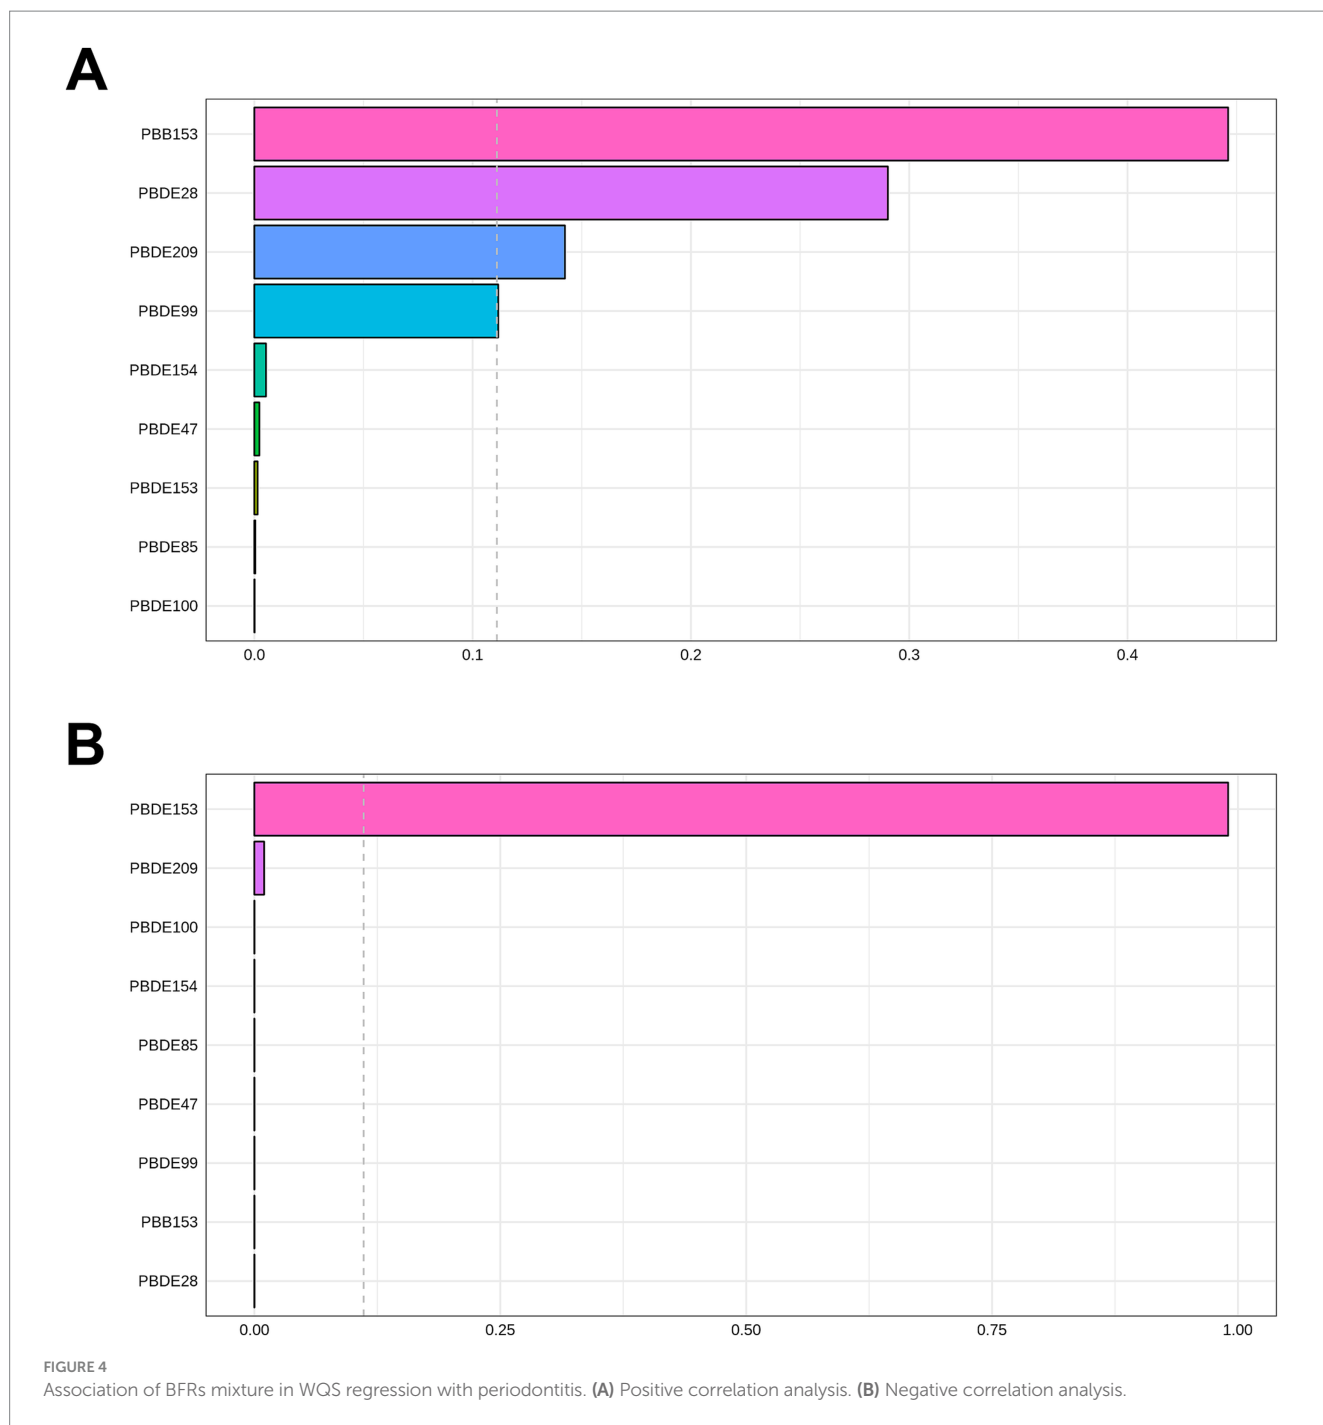 A
PBB153
PBDE28
PBDE209
PBDE99
PBDE154
PBDE47
PBDE153
PBDE85
PBDE100
0.0 0.1 0.2 0.3 0.4
B
PBDE153
PBDE209
PBDE100
PBDE154
PBDE85
PBDE47
PBDE99
PBB153
PBDE28
0.00 0.25 0.50 0.75 1.00
FIGURE 4
Association of BFRs mixture in WQS regression with periodontitis. (A) Positive correlation analysis. (B) Negative correlation analysis.